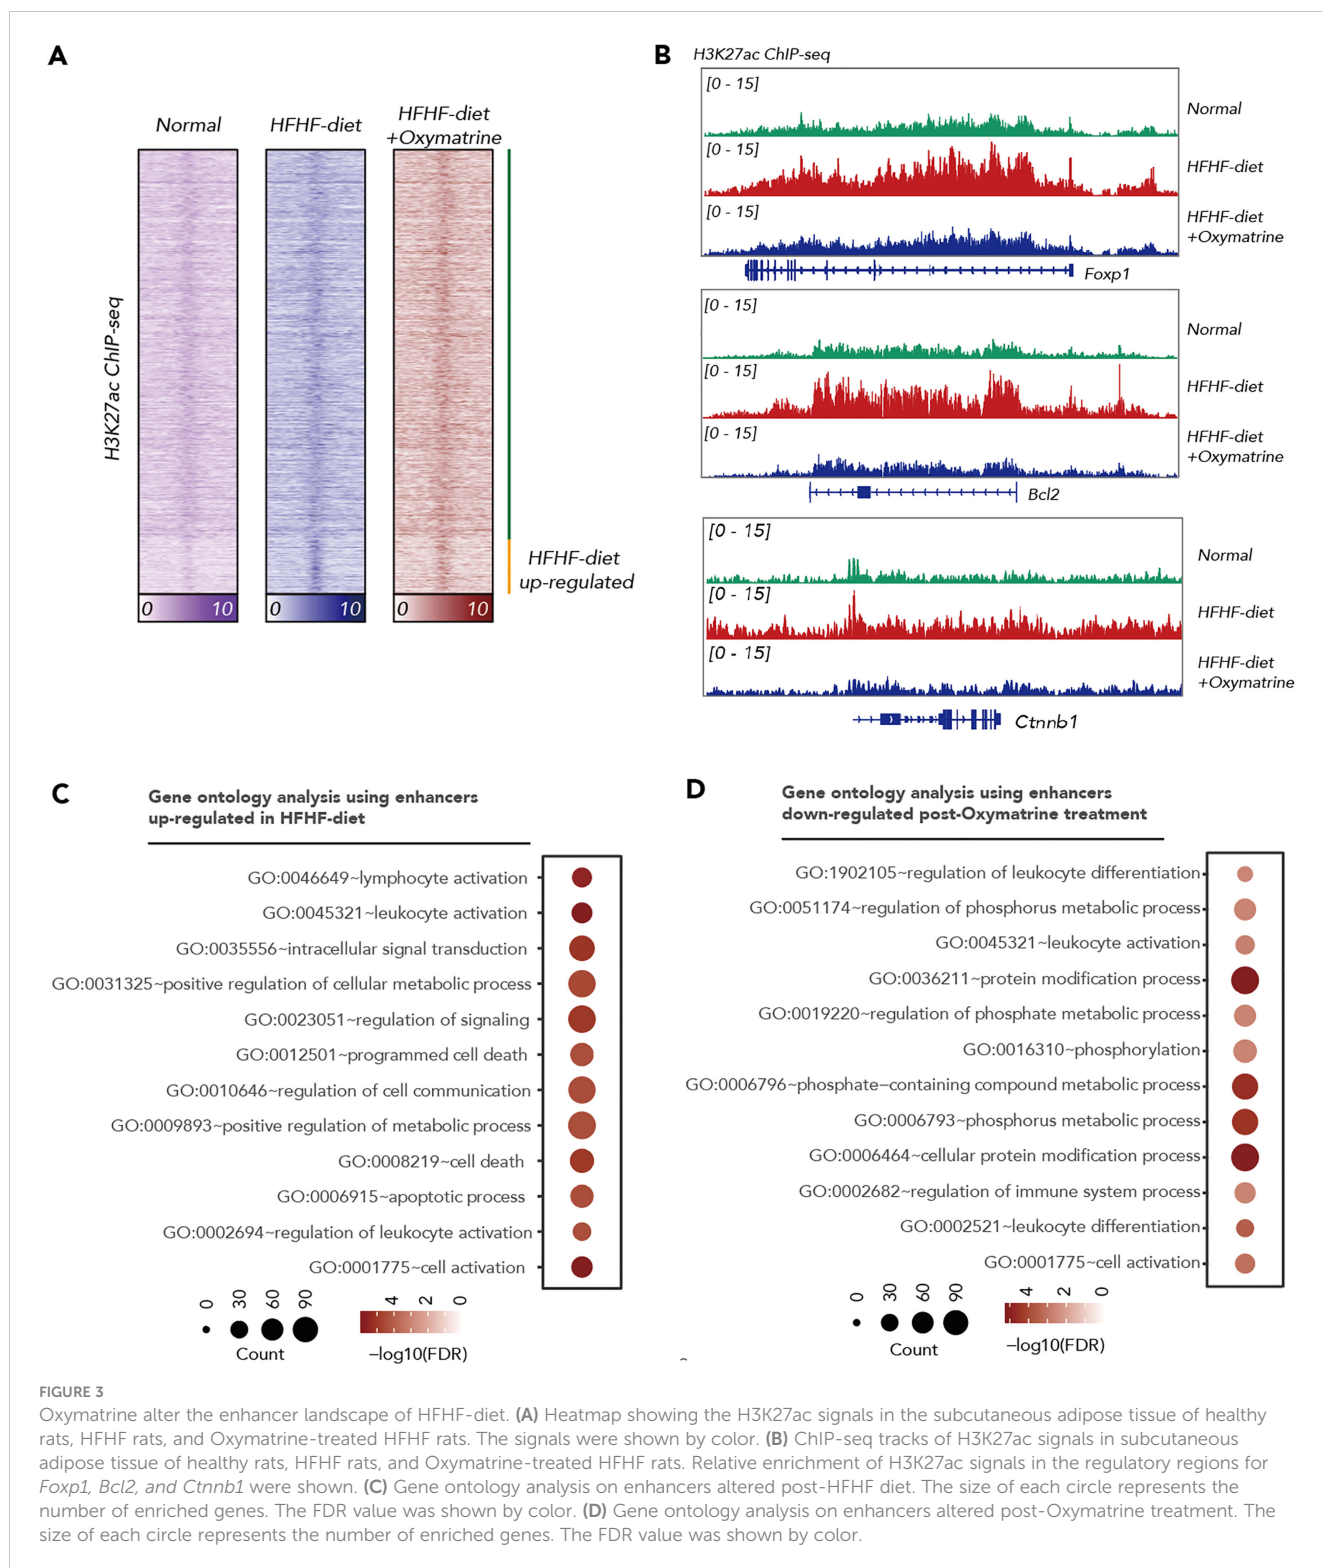 A
Normal
HFHF-diet
HFHF-diet
+Oxymatrine
H3K27ac ChIP-seq
HFHF-diet
up-regulated
0 10
0 10
0 10
B
H3K27ac ChIP-seq
[0 - 15]
Normal
[0 - 15]
HFHF-diet
[0 - 15]
HFHF-diet
+Oxymatrine
Foxp1
[0 - 15]
Normal
[0 - 15]
HFHF-diet
[0 - 15]
HFHF-diet
+Oxymatrine
Bcl2
[0 - 15]
Normal
[0 - 15]
HFHF-diet
[0 - 15]
HFHF-diet
+Oxymatrine
Ctnnb1
C
Gene ontology analysis using enhancers
up-regulated in HFHF-diet
GO:0046649~lymphocyte activation
GO:0045321~leukocyte activation
GO:0035556~intracellular signal transduction
GO:0031325~positive regulation of cellular metabolic process
GO:0023051~regulation of signaling
GO:0012501~programmed cell death
GO:0010646~regulation of cell communication
GO:0009893~positive regulation of metabolic process
GO:0008219~cell death
GO:0006915~apoptotic process
GO:0002694~regulation of leukocyte activation
GO:0001775~cell activation
0 30 60 90
Count
4 2 0
−log10(FDR)
D
Gene ontology analysis using enhancers
down-regulated post-Oxymatrine treatment
GO:1902105~regulation of leukocyte differentiation
GO:0051174~regulation of phosphorus metabolic process
GO:0045321~leukocyte activation
GO:0036211~protein modification process
GO:0019220~regulation of phosphate metabolic process
GO:0016310~phosphorylation
GO:0006796~phosphate−containing compound metabolic process
GO:0006793~phosphorus metabolic process
GO:0006464~cellular protein modification process
GO:0002682~regulation of immune system process
GO:0002521~leukocyte differentiation
GO:0001775~cell activation
0 30 60 90
Count
4 2 0
−log10(FDR)
FIGURE 3
Oxymatrine alter the enhancer landscape of HFHF-diet. (A) Heatmap showing the H3K27ac signals in the subcutaneous adipose tissue of healthy
rats, HFHF rats, and Oxymatrine-treated HFHF rats. The signals were shown by color. (B) ChIP-seq tracks of H3K27ac signals in subcutaneous
adipose tissue of healthy rats, HFHF rats, and Oxymatrine-treated HFHF rats. Relative enrichment of H3K27ac signals in the regulatory regions for
Foxp1, Bcl2, and Ctnnb1 were shown. (C) Gene ontology analysis on enhancers altered post-HFHF diet. The size of each circle represents the
number of enriched genes. The FDR value was shown by color. (D) Gene ontology analysis on enhancers altered post-Oxymatrine treatment. The
size of each circle represents the number of enriched genes. The FDR value was shown by color.